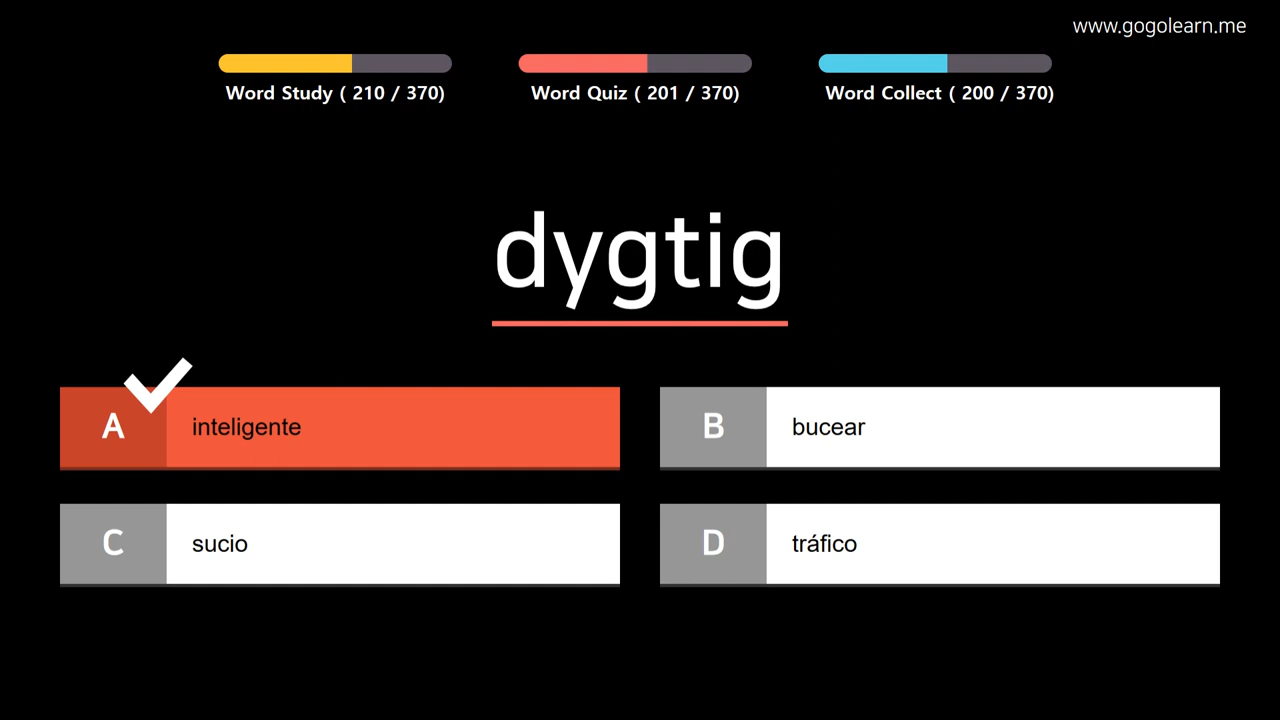 www.gogolearn.me
Word Study ( 210 / 370)
Word Quiz ( 201 / 370)
Word Collect ( 200 / 370)
dygtig
A inteligente
B bucear
C sucio
D tráfico